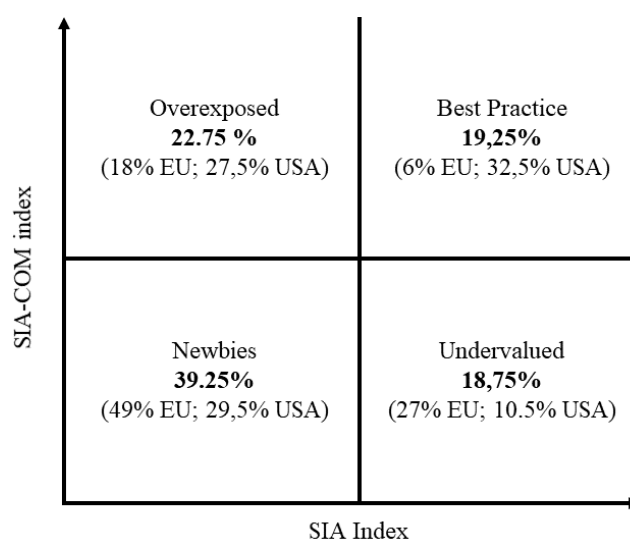 SIA-COM index
Overexposed
22.75 %
(18% EU; 27,5% USA)
Best Practice
19,25%
(6% EU; 32,5% USA)
Newbies
39.25%
(49% EU; 29,5% USA)
Undervalued
18,75%
(27% EU; 10.5% USA)
SIA Index